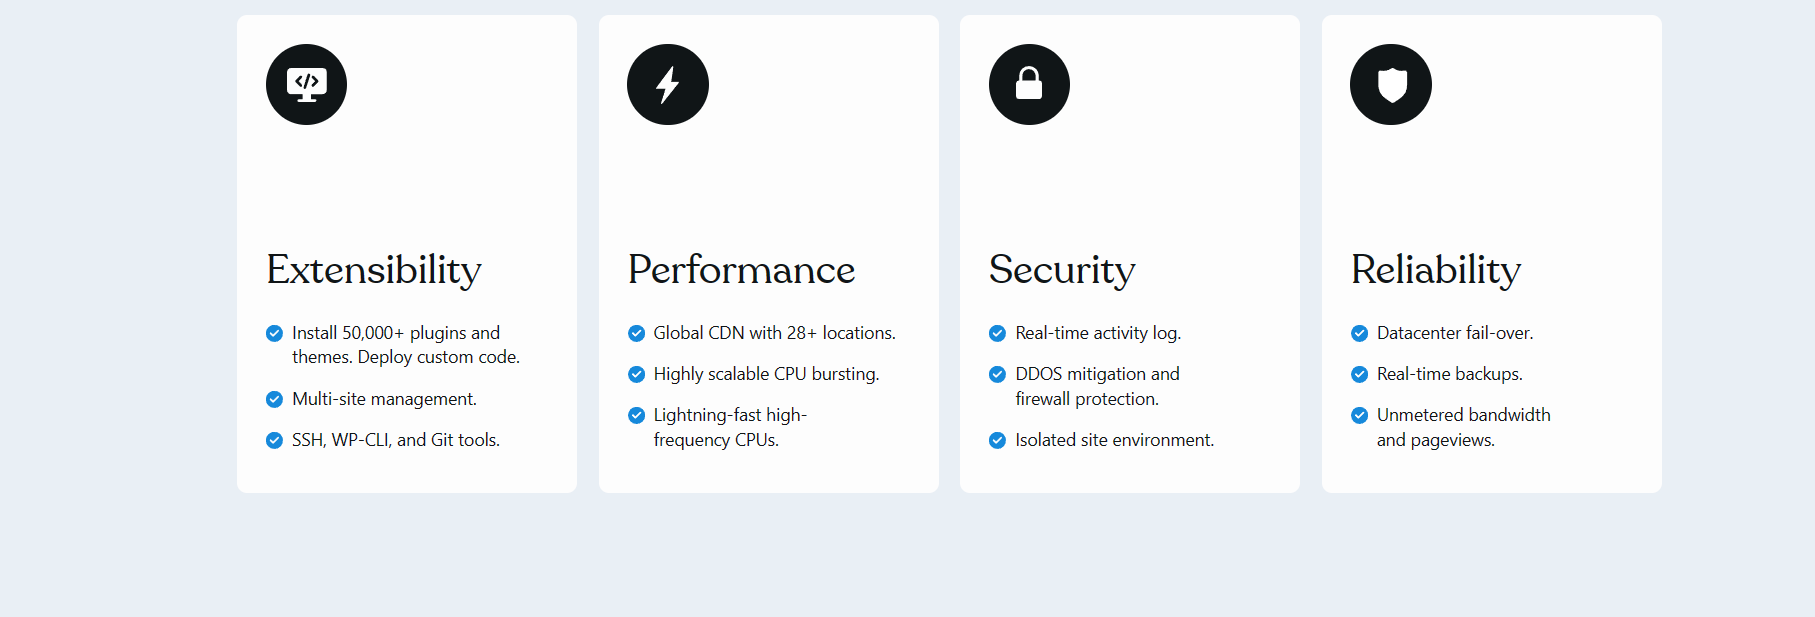 Extensibility
Install 50,000+ plugins and
themes. Deploy custom code.
Multi-site management.
SSH, WP-CLI, and Git tools.
Performance
Global CDN with 28+ locations.
Highly scalable CPU bursting.
Lightning-fast high-
frequency CPUs.
Security
Real-time activity log.
DDOS mitigation and
firewall protection.
Isolated site environment.
Reliability
Datacenter fail-over.
Real-time backups.
Unmetered bandwidth
and pageviews.